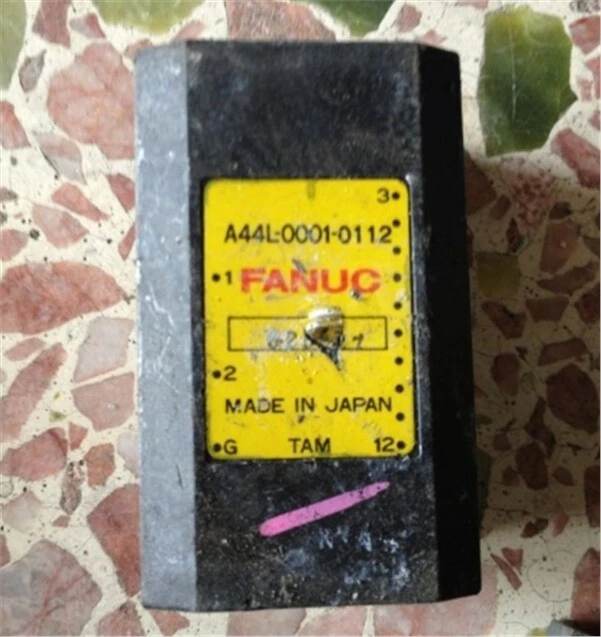 3
A44L-0001-0112
1 FANUC
2
MADE IN JAPAN
G TAM 12